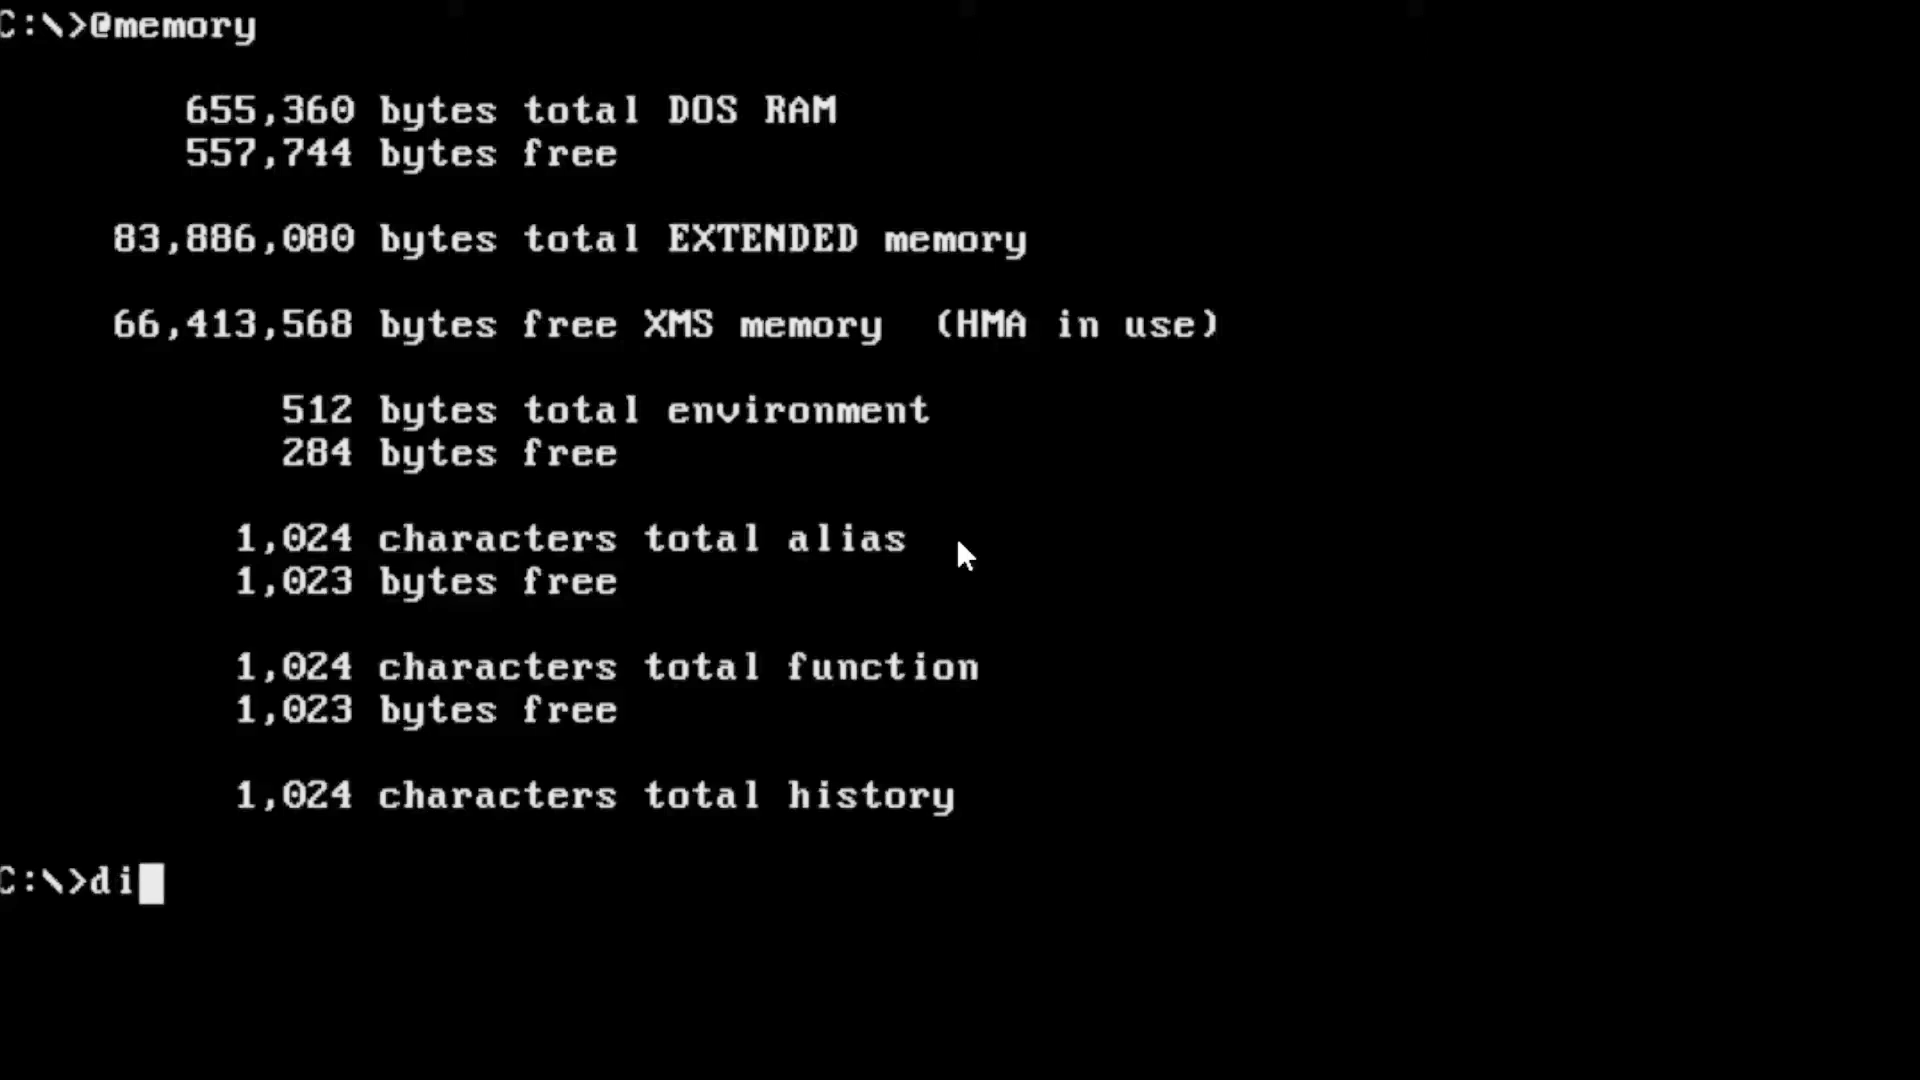 C:\>@memory
655,360 bytes total DOS RAM
557,744 bytes free
83,886,080 bytes total EXTENDED memory
66,413,568 bytes free XMS memory (HMA in use)
512 bytes total environment
284 bytes free
1,024 characters total alias
1,023 bytes free
1,024 characters total function
1,023 bytes free
1,024 characters total history
C:\>di